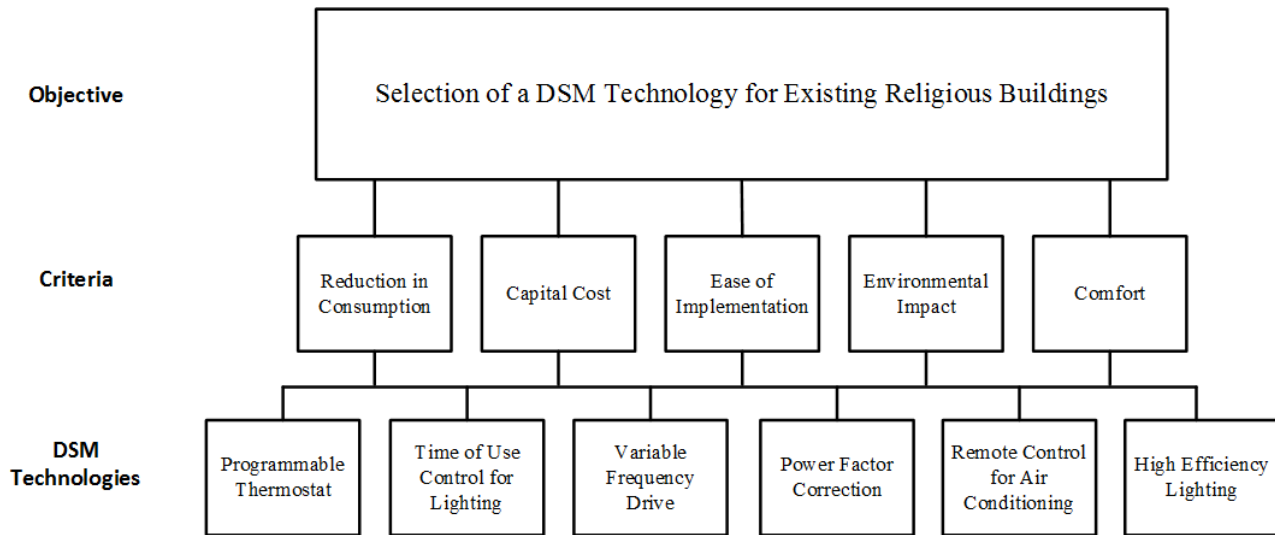 Objective
Selection of a DSM Technology for Existing Religious Buildings
Criteria
Reduction in
Consumption
Capital Cost
Ease of
Implementation
Environmental
Impact
Comfort
DSM
Technologies
Programmable
Thermostat
Time of Use
Control for
Lighting
Variable
Frequency
Drive
Power Factor
Correction
Remote Control
for Air
Conditioning
High Efficiency
Lighting